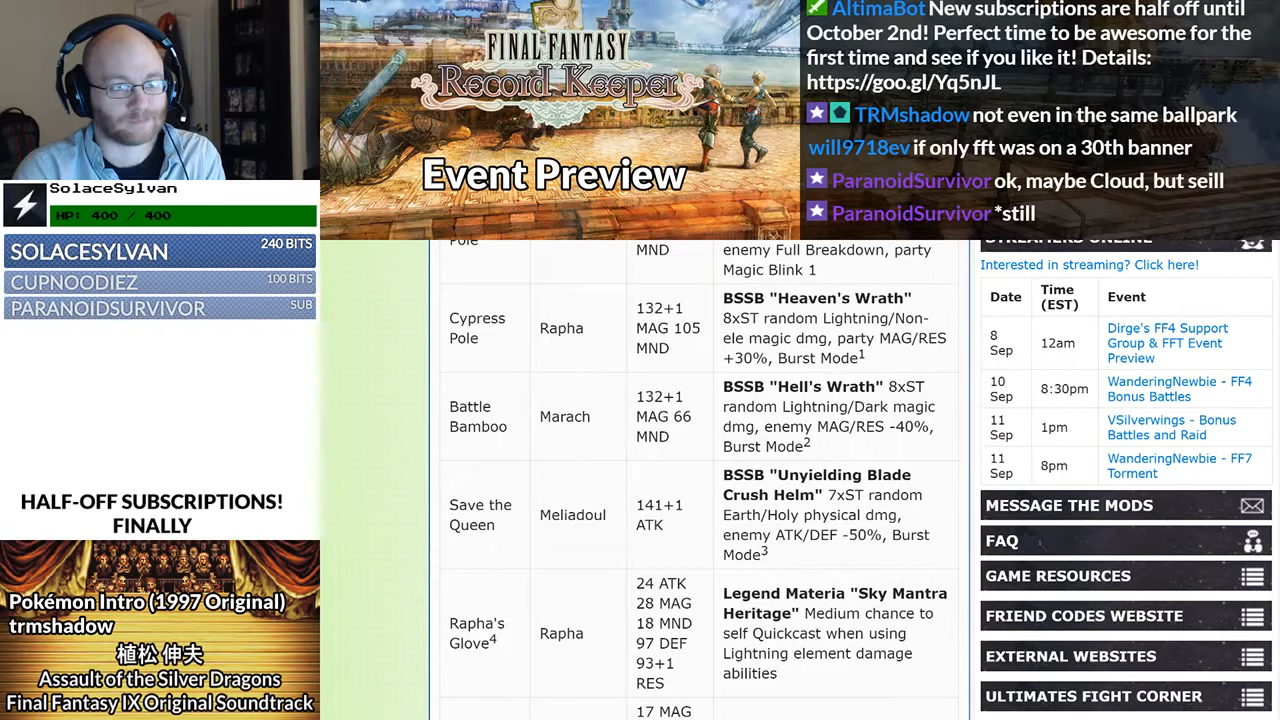 SolaceSylvan
HP: 400 / 400
SOLACESYLVAN 240 BITS
CUPNOODIEZ 100 BITS
PARANOIDSURVIVOR SUB
HALF-OFF SUBSCRIPTIONS!
FINALLY
Pokémon Intro (1997 Original)
trmshadow
植松 伸夫
Assault of the Silver Dragons
Final Fantasy IX Original Soundtrack
FINAL FANTASY
Record Keeper
Event Preview
AltimaBot New subscriptions are half off until
October 2nd! Perfect time to be awesome for the
first time and see if you like it! Details:
https://goo.gl/Yq5nJL
TRMshadow not even in the same ballpark
will9718ev if only fft was on a 30th banner
ParanoidSurvivor ok, maybe Cloud, but seill
ParanoidSurvivor *still
Pole
MND
enemy Full Breakdown, party
Magic Blink 1
Cypress
Pole
Rapha
132+1
MAG 105
MND
BSSB "Heaven's Wrath"
8xST random Lightning/Non-
ele magic dmg, party MAG/RES
+30%, Burst Mode1
Battle
Bamboo
Marach
132+1
MAG 66
MND
BSSB "Hell's Wrath" 8xST
random Lightning/Dark magic
dmg, enemy MAG/RES -40%,
Burst Mode2
Save the
Queen
Meliadoul
141+1
ATK
BSSB "Unyielding Blade
Crush Helm" 7xST random
Earth/Holy physical dmg,
enemy ATK/DEF -50%, Burst
Mode3
Rapha's
Glove4
Rapha
24 ATK
28 MAG
18 MND
97 DEF
93+1
RES
Legend Materia "Sky Mantra
Heritage" Medium chance to
self Quickcast when using
Lightning element damage
abilities
17 MAG
STREAMERS ONLINE
Interested in streaming? Click here!
Date
Time
(EST)
Event
8
Sep
12am
Dirge's FF4 Support
Group & FFT Event
Preview
10
Sep
8:30pm
WanderingNewbie - FF4
Bonus Battles
11
Sep
1pm
VSilverwings - Bonus
Battles and Raid
11
Sep
8pm
WanderingNewbie - FF7
Torment
MESSAGE THE MODS
FAQ
GAME RESOURCES
FRIEND CODES WEBSITE
EXTERNAL WEBSITES
ULTIMATES FIGHT CORNER